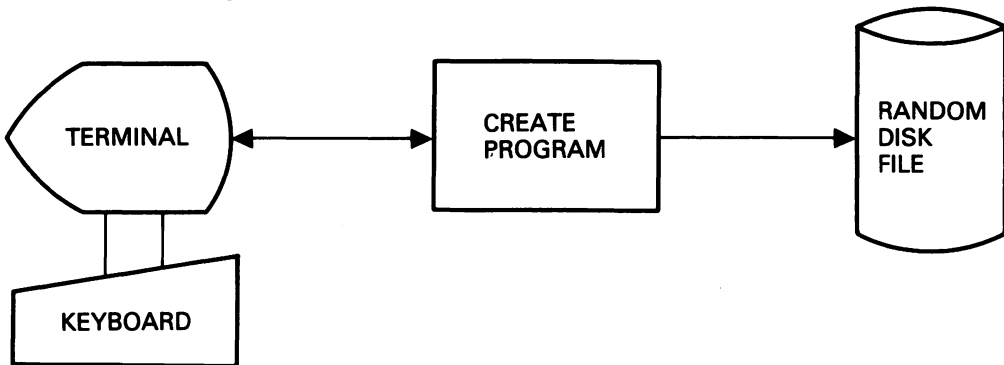 TERMINAL
CREATE
PROGRAM
RANDOM
DISK
FILE
KEYBOARD